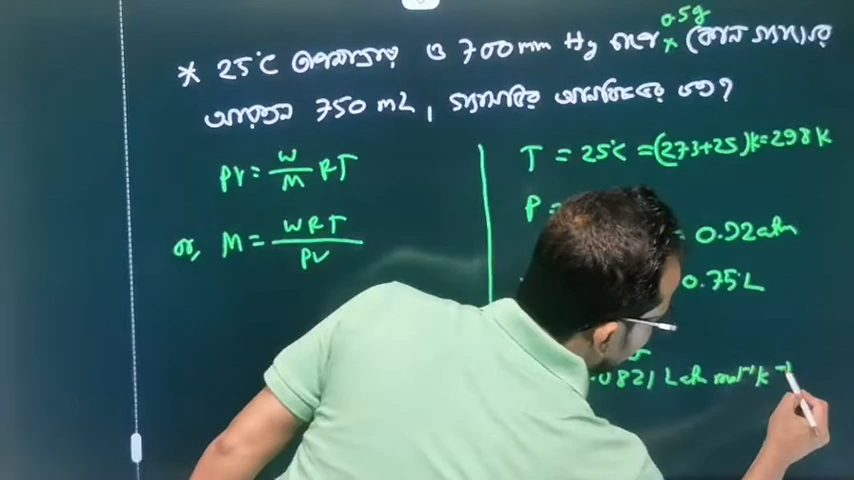 * 25°C তাপমাত্রায় ও 700 mm Hg চাপে 0.5g কোন গ্যাসের
আয়তন 750 mL, গ্যাসটির আণবিক ভর কত?
PV = W/M RT
or, M = WRT/PV
T = 25°C = (273+25)K = 298 K
P =
0.92 atm
0.75 L
0821 L atm mol⁻¹ K⁻¹